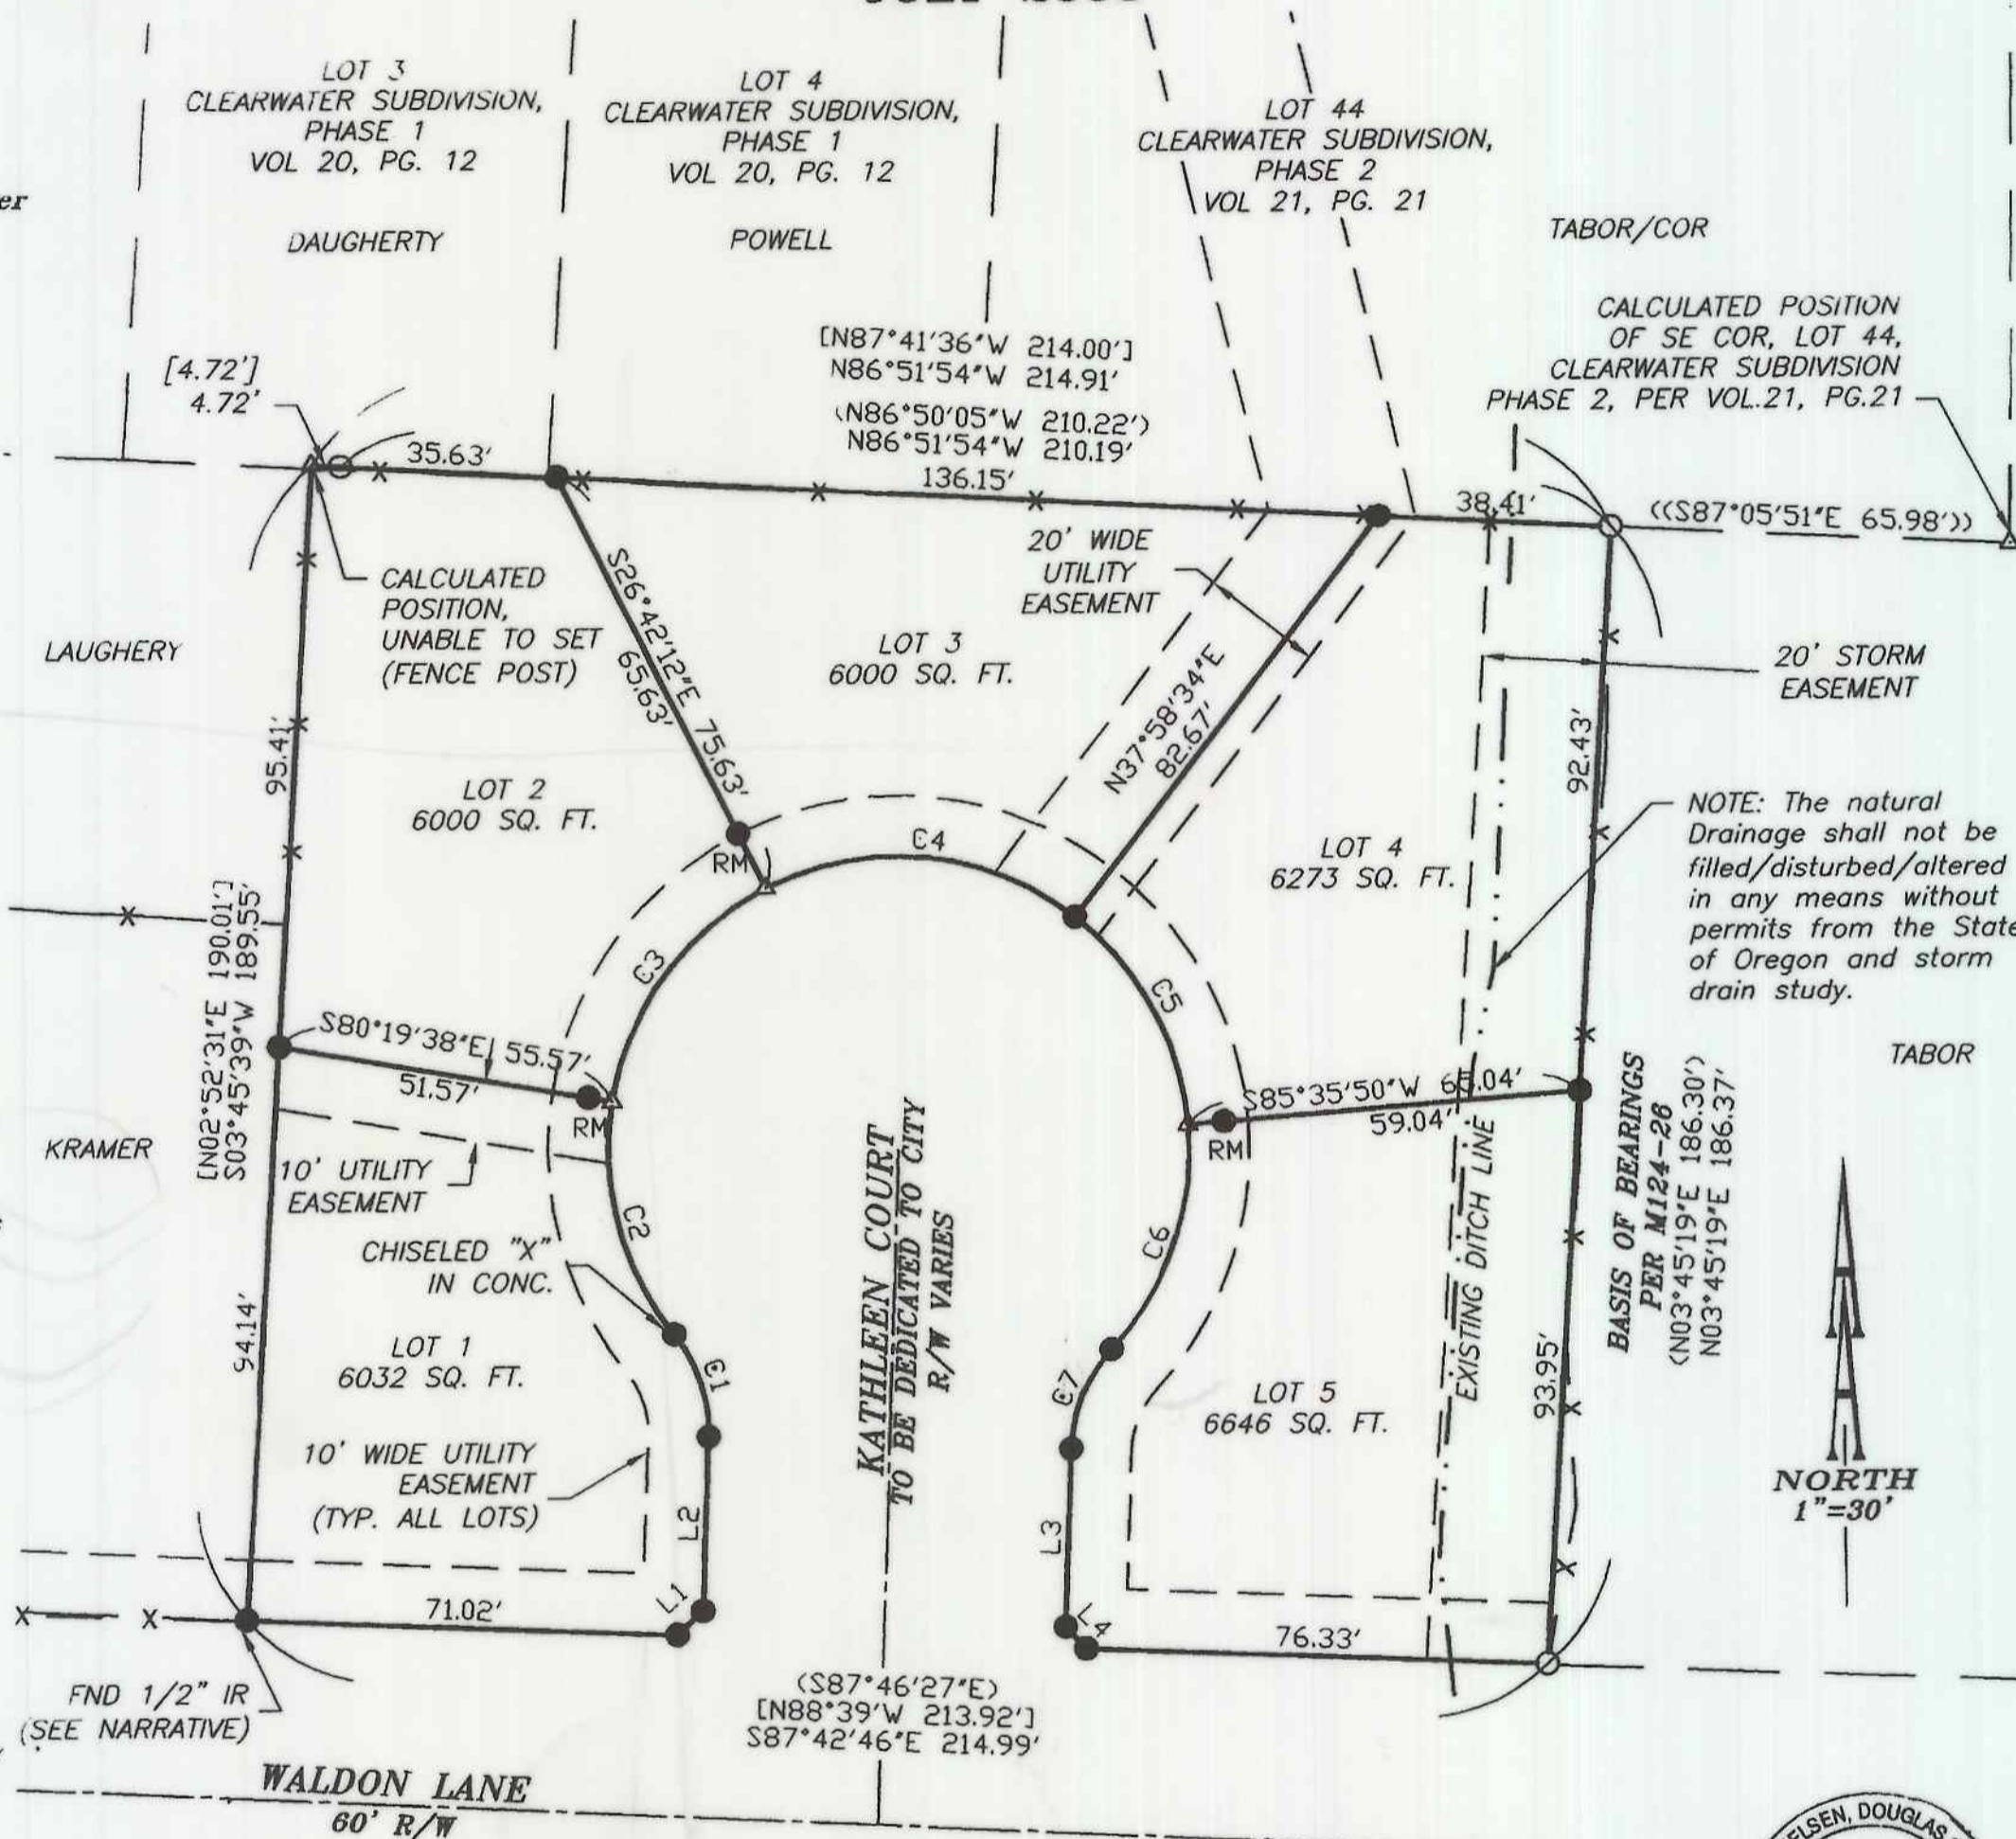 LOT 3
CLEARWATER SUBDIVISION,
PHASE 1
VOL 20, PG. 12
DAUGHERTY
LOT 4
CLEARWATER SUBDIVISION,
PHASE 1
VOL 20, PG. 12
POWELL
LOT 44
CLEARWATER SUBDIVISION,
PHASE 2
VOL 21, PG. 21
TABOR/COR
er
CALCULATED POSITION
OF SE COR, LOT 44,
CLEARWATER SUBDIVISION
PHASE 2, PER VOL.21, PG.21
[4.72']
4.72'
[N87°41'36"W 214.00']
N86°51'54"W 214.91'
(N86°50'05"W 210.22')
N86°51'54"W 210.19'
136.15'
35.63'
38.41'
((S87°05'51"E 65.98'))
CALCULATED
POSITION,
UNABLE TO SET
(FENCE POST)
S26°42'12"E 75.63'
65.63'
20' WIDE
UTILITY
EASEMENT
LOT 3
6000 SQ. FT.
N37°58'34"E
82.67'
LAUGHERY
20' STORM
EASEMENT
95.41'
92.43'
LOT 2
6000 SQ. FT.
RM
C4
LOT 4
6273 SQ. FT.
NOTE: The natural
Drainage shall not be
filled/disturbed/altered
in any means without
permits from the State
of Oregon and storm
drain study.
C3
C5
[N02°52'31"E 190.01']
S03°45'39"W 189.55'
S80°19'38"E 55.57'
51.57'
RM
S85°35'50"W 65.04'
59.04'
RM
TABOR
KRAMER
10' UTILITY
EASEMENT
BASIS OF BEARINGS
PER M124-26
(N03°45'19"E 186.30')
N03°45'19"E 186.37'
C2
C6
KATHLEEN COURT
TO BE DEDICATED TO CITY
R/W VARIES
EXISTING DITCH LINE
CHISELED "X"
IN CONC.
LOT 1
6032 SQ. FT.
94.14'
C1
C7
LOT 5
6646 SQ. FT.
93.95'
10' WIDE UTILITY
EASEMENT
(TYP. ALL LOTS)
L2
L3
NORTH
1"=30'
71.02'
L1
L4
76.33'
FND 1/2" IR
(SEE NARRATIVE)
(S87°46'27"E)
[N88°39'W 213.92']
S87°42'46"E 214.99'
WALDON LANE
60' R/W
ELSEN, DOUGLAS